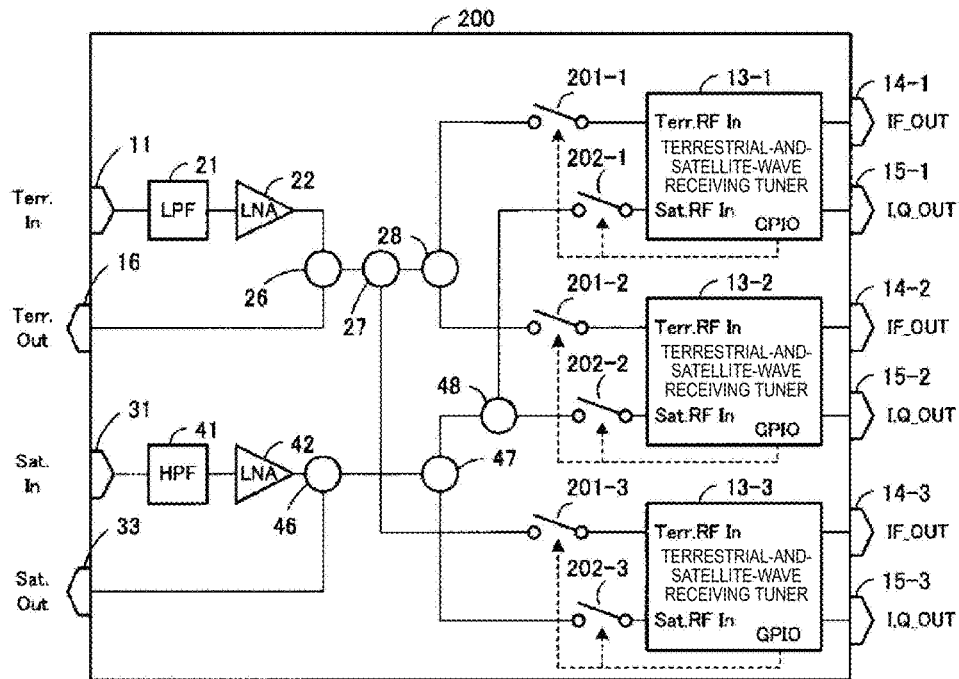 200
201-1
13-1
14-1
Terr.RF In
IF_OUT
TERRESTRIAL-AND-
SATELLITE-WAVE
RECEIVING TUNER
11
21
22
202-1
15-1
Terr.
In
LPF
LNA
Sat.RF In
I.Q_OUT
GPIO
28
16
26
27
201-2
13-2
14-2
Terr.
Out
Terr.RF In
IF_OUT
TERRESTRIAL-AND-
SATELLITE-WAVE
RECEIVING TUNER
202-2
15-2
48
Sat.RF In
I.Q_OUT
GPIO
31
41
42
47
Sat.
In
HPF
LNA
46
201-3
13-3
14-3
33
Terr.RF In
IF_OUT
TERRESTRIAL-AND-
SATELLITE-WAVE
RECEIVING TUNER
Sat.
Out
202-3
15-3
Sat.RF In
I.Q_OUT
GPIO